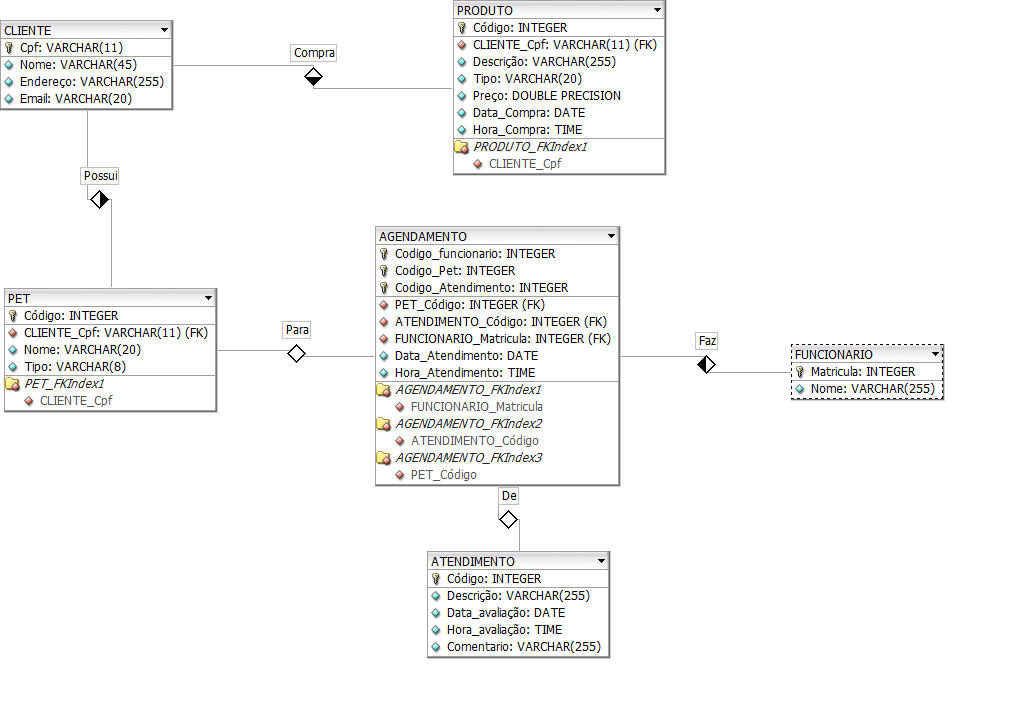 CLIENTE
Cpf: VARCHAR(11)
Nome: VARCHAR(45)
Endereço: VARCHAR(255)
Email: VARCHAR(20)
Compra
PRODUTO
Código: INTEGER
CLIENTE_Cpf: VARCHAR(11) (FK)
Descrição: VARCHAR(255)
Tipo: VARCHAR(20)
Preço: DOUBLE PRECISION
Data_Compra: DATE
Hora_Compra: TIME
PRODUTO_FKIndex1
CLIENTE_Cpf
Possui
PET
Código: INTEGER
CLIENTE_Cpf: VARCHAR(11) (FK)
Nome: VARCHAR(20)
Tipo: VARCHAR(8)
PET_FKIndex1
CLIENTE_Cpf
Para
AGENDAMENTO
Codigo_funcionario: INTEGER
Codigo_Pet: INTEGER
Codigo_Atendimento: INTEGER
PET_Código: INTEGER (FK)
ATENDIMENTO_Código: INTEGER (FK)
FUNCIONARIO_Matricula: INTEGER (FK)
Data_Atendimento: DATE
Hora_Atendimento: TIME
AGENDAMENTO_FKIndex1
FUNCIONARIO_Matricula
AGENDAMENTO_FKIndex2
ATENDIMENTO_Código
AGENDAMENTO_FKIndex3
PET_Código
Faz
FUNCIONARIO
Matricula: INTEGER
Nome: VARCHAR(255)
De
ATENDIMENTO
Código: INTEGER
Descrição: VARCHAR(255)
Data_avaliação: DATE
Hora_avaliação: TIME
Comentario: VARCHAR(255)